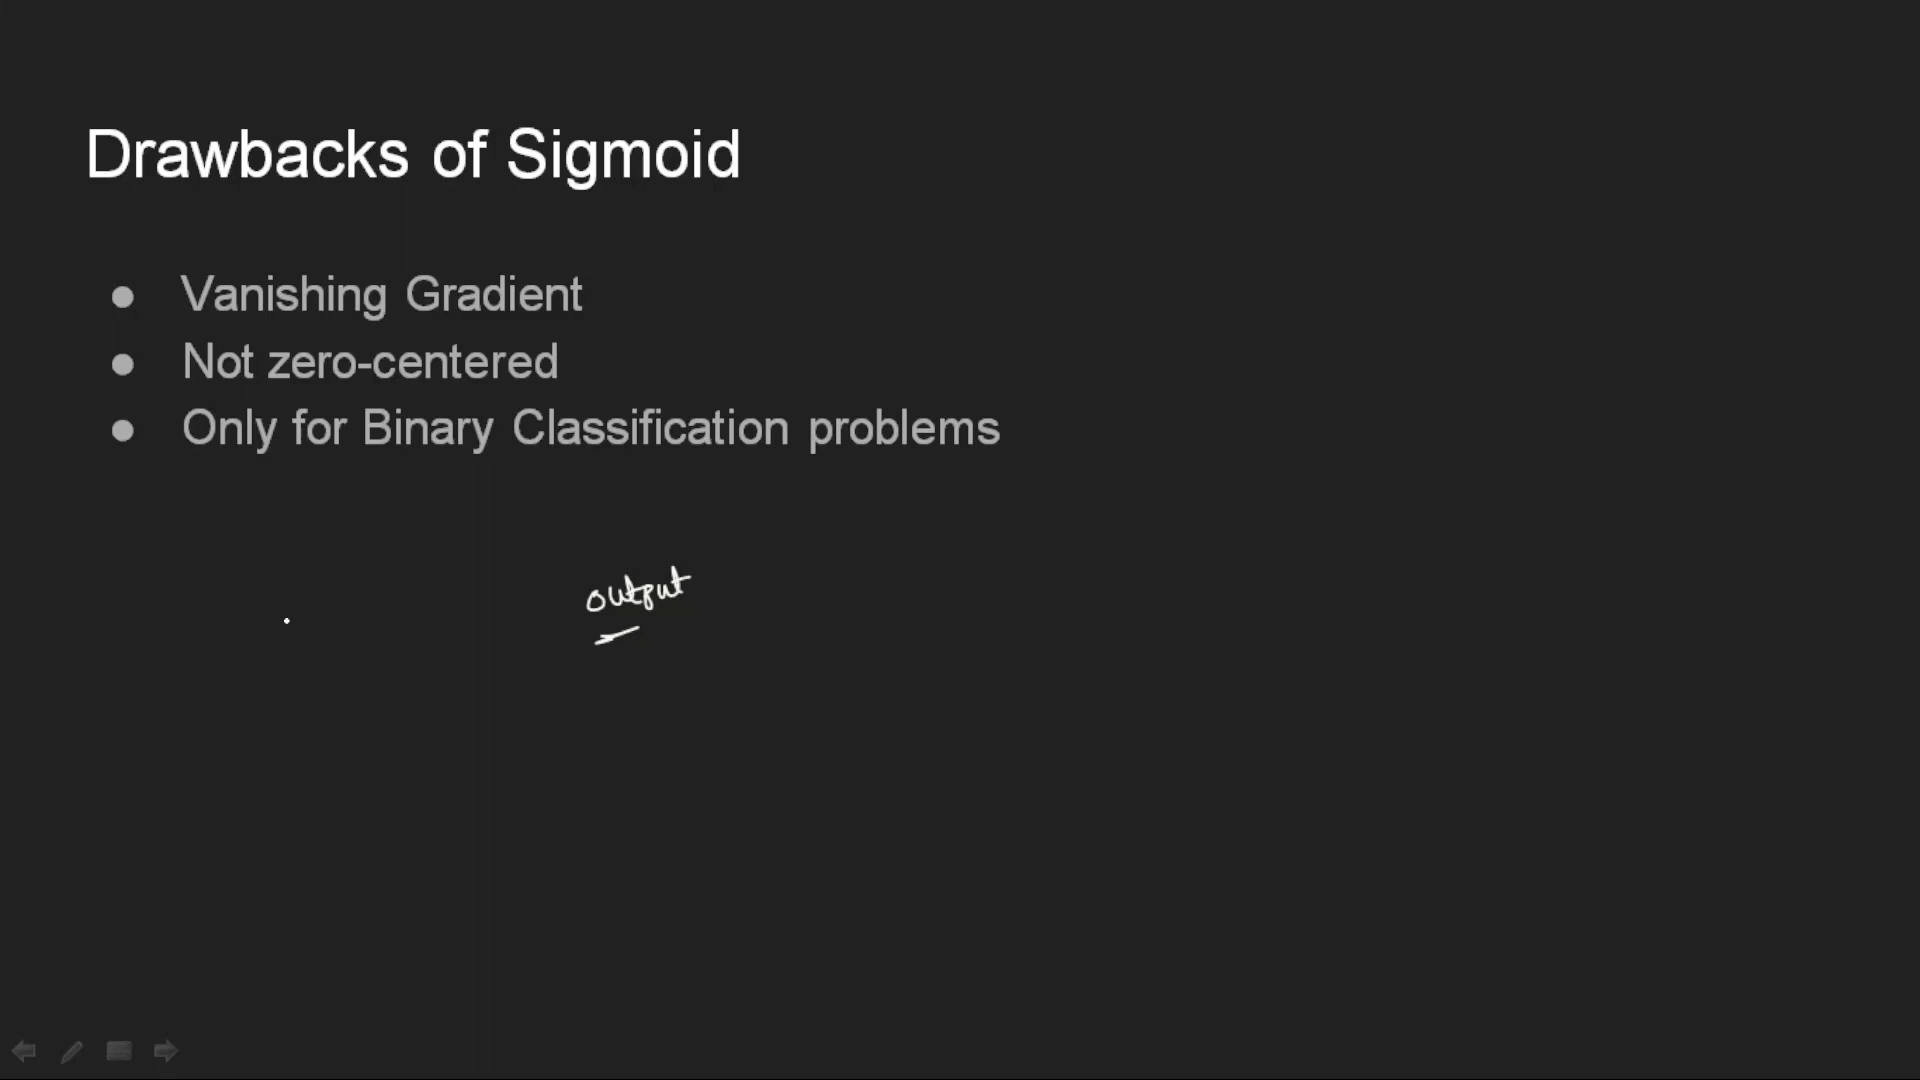 Drawbacks of Sigmoid
● Vanishing Gradient
● Not zero-centered
● Only for Binary Classification problems
output